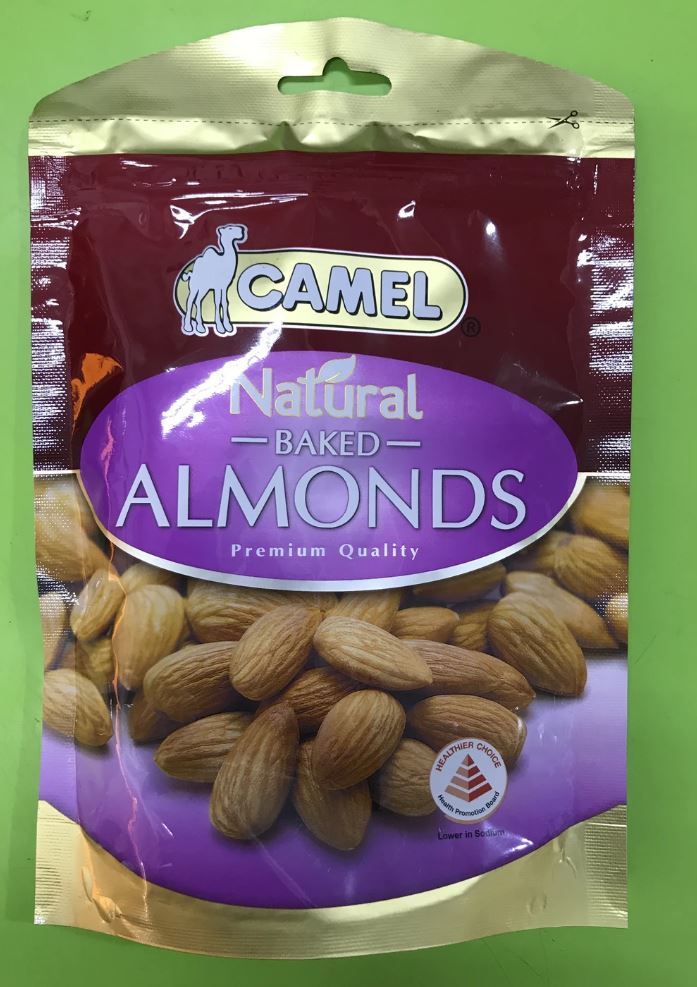 CAMEL
®
Natural
BAKED
ALMONDS
Premium Quality
HEALTHIER CHOICE
Health Promotion Board
Lower in Sodium